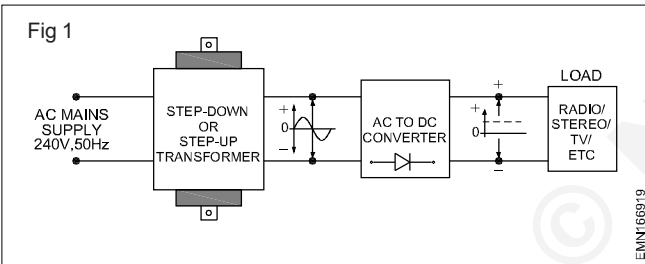 Fig 1
AC MAINS
SUPPLY
240V,50Hz
STEP-DOWN
OR
STEP-UP
TRANSFORMER
+
0
−
AC TO DC
CONVERTER
+
+
0
−
LOAD
RADIO/
STEREO/
TV/
ETC
©
EMN166919